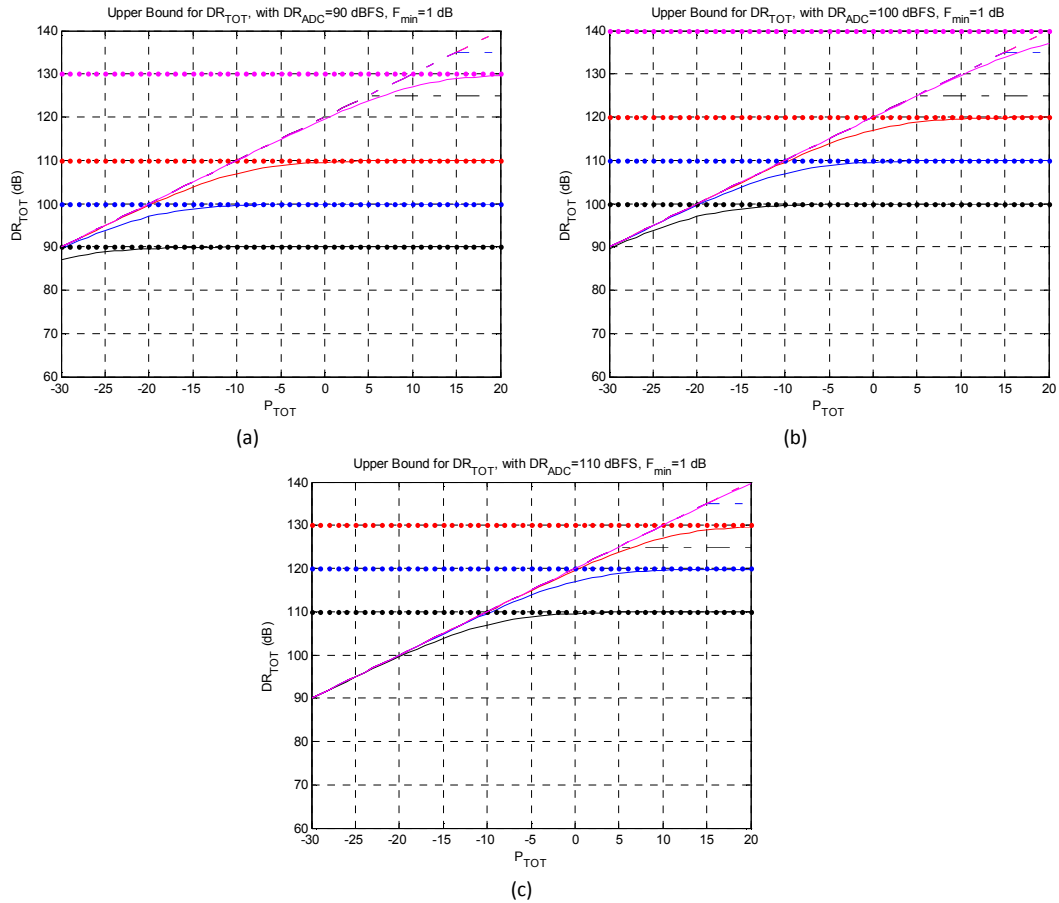 Upper Bound for DR_TOT, with DR_ADC=90 dBFS, F_min=1 dB
140
130
120
110
100
90
80
70
60
DR_TOT (dB)
-30 -25 -20 -15 -10 -5 0 5 10 15 20
P_TOT
(a)
Upper Bound for DR_TOT, with DR_ADC=100 dBFS, F_min=1 dB
140
130
120
110
100
90
80
70
60
DR_TOT (dB)
-30 -25 -20 -15 -10 -5 0 5 10 15 20
P_TOT
(b)
Upper Bound for DR_TOT, with DR_ADC=110 dBFS, F_min=1 dB
140
130
120
110
100
90
80
70
60
DR_TOT (dB)
-30 -25 -20 -15 -10 -5 0 5 10 15 20
P_TOT
(c)